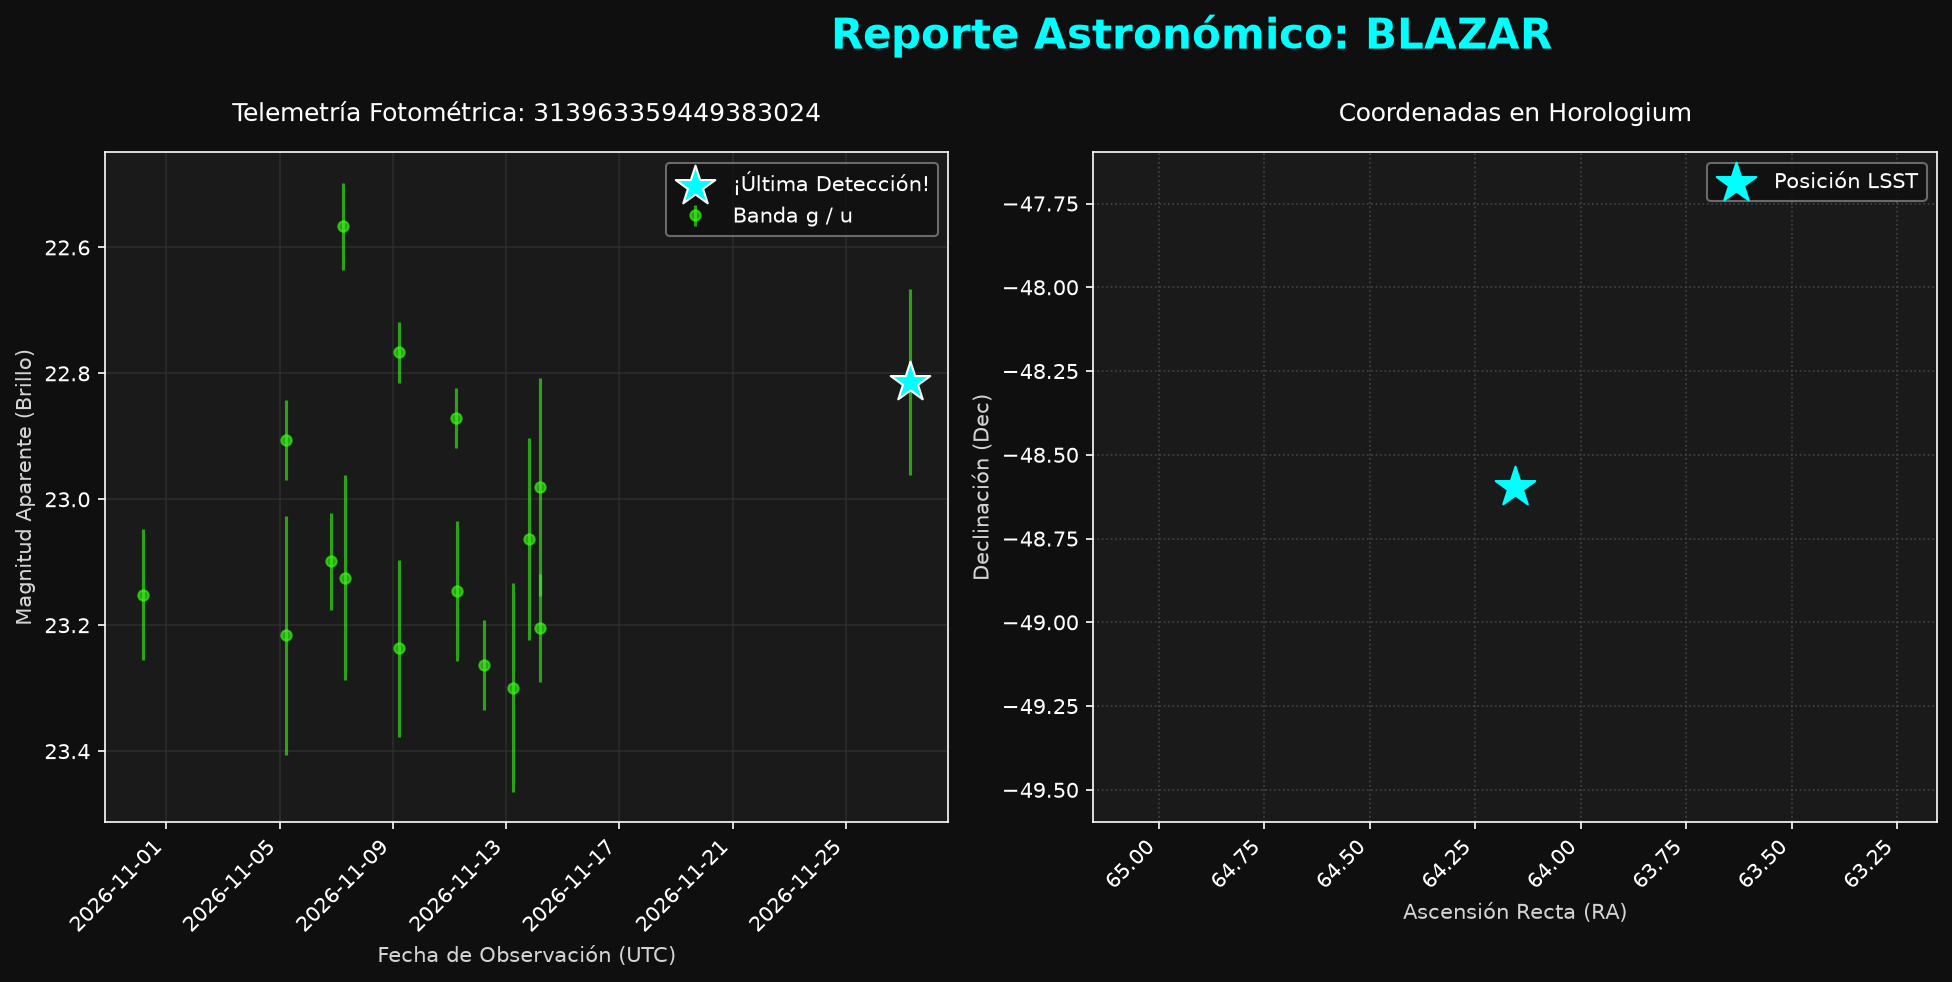 Reporte Astronómico: BLAZAR
Telemetría Fotométrica: 313963359449383024
¡Última Detección!
Banda g / u
Magnitud Aparente (Brillo)
22.6
22.8
23.0
23.2
23.4
2026-11-01
2026-11-05
2026-11-09
2026-11-13
2026-11-17
2026-11-21
2026-11-25
Fecha de Observación (UTC)
Coordenadas en Horologium
Posición LSST
Declinación (Dec)
−47.75
−48.00
−48.25
−48.50
−48.75
−49.00
−49.25
−49.50
65.00
64.75
64.50
64.25
64.00
63.75
63.50
63.25
Ascensión Recta (RA)